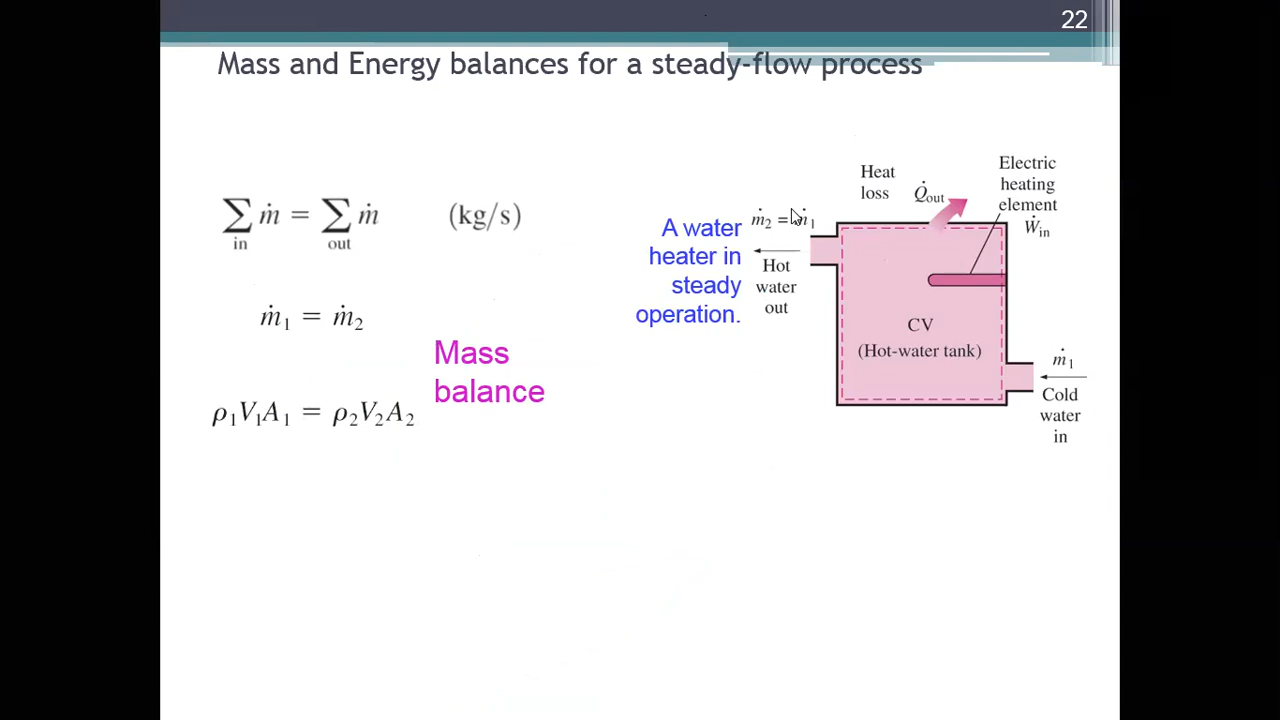 22
Mass and Energy balances for a steady-flow process
∑ ṁ = ∑ ṁ (kg/s)
in out
ṁ₁ = ṁ₂
Mass
balance
ρ₁V₁A₁ = ρ₂V₂A₂
A water
heater in
steady
operation.
ṁ₂ = ṁ₁
Hot
water
out
Heat
loss
Q̇out
Electric
heating
element
Ẇin
CV
(Hot-water tank)
ṁ₁
Cold
water
in